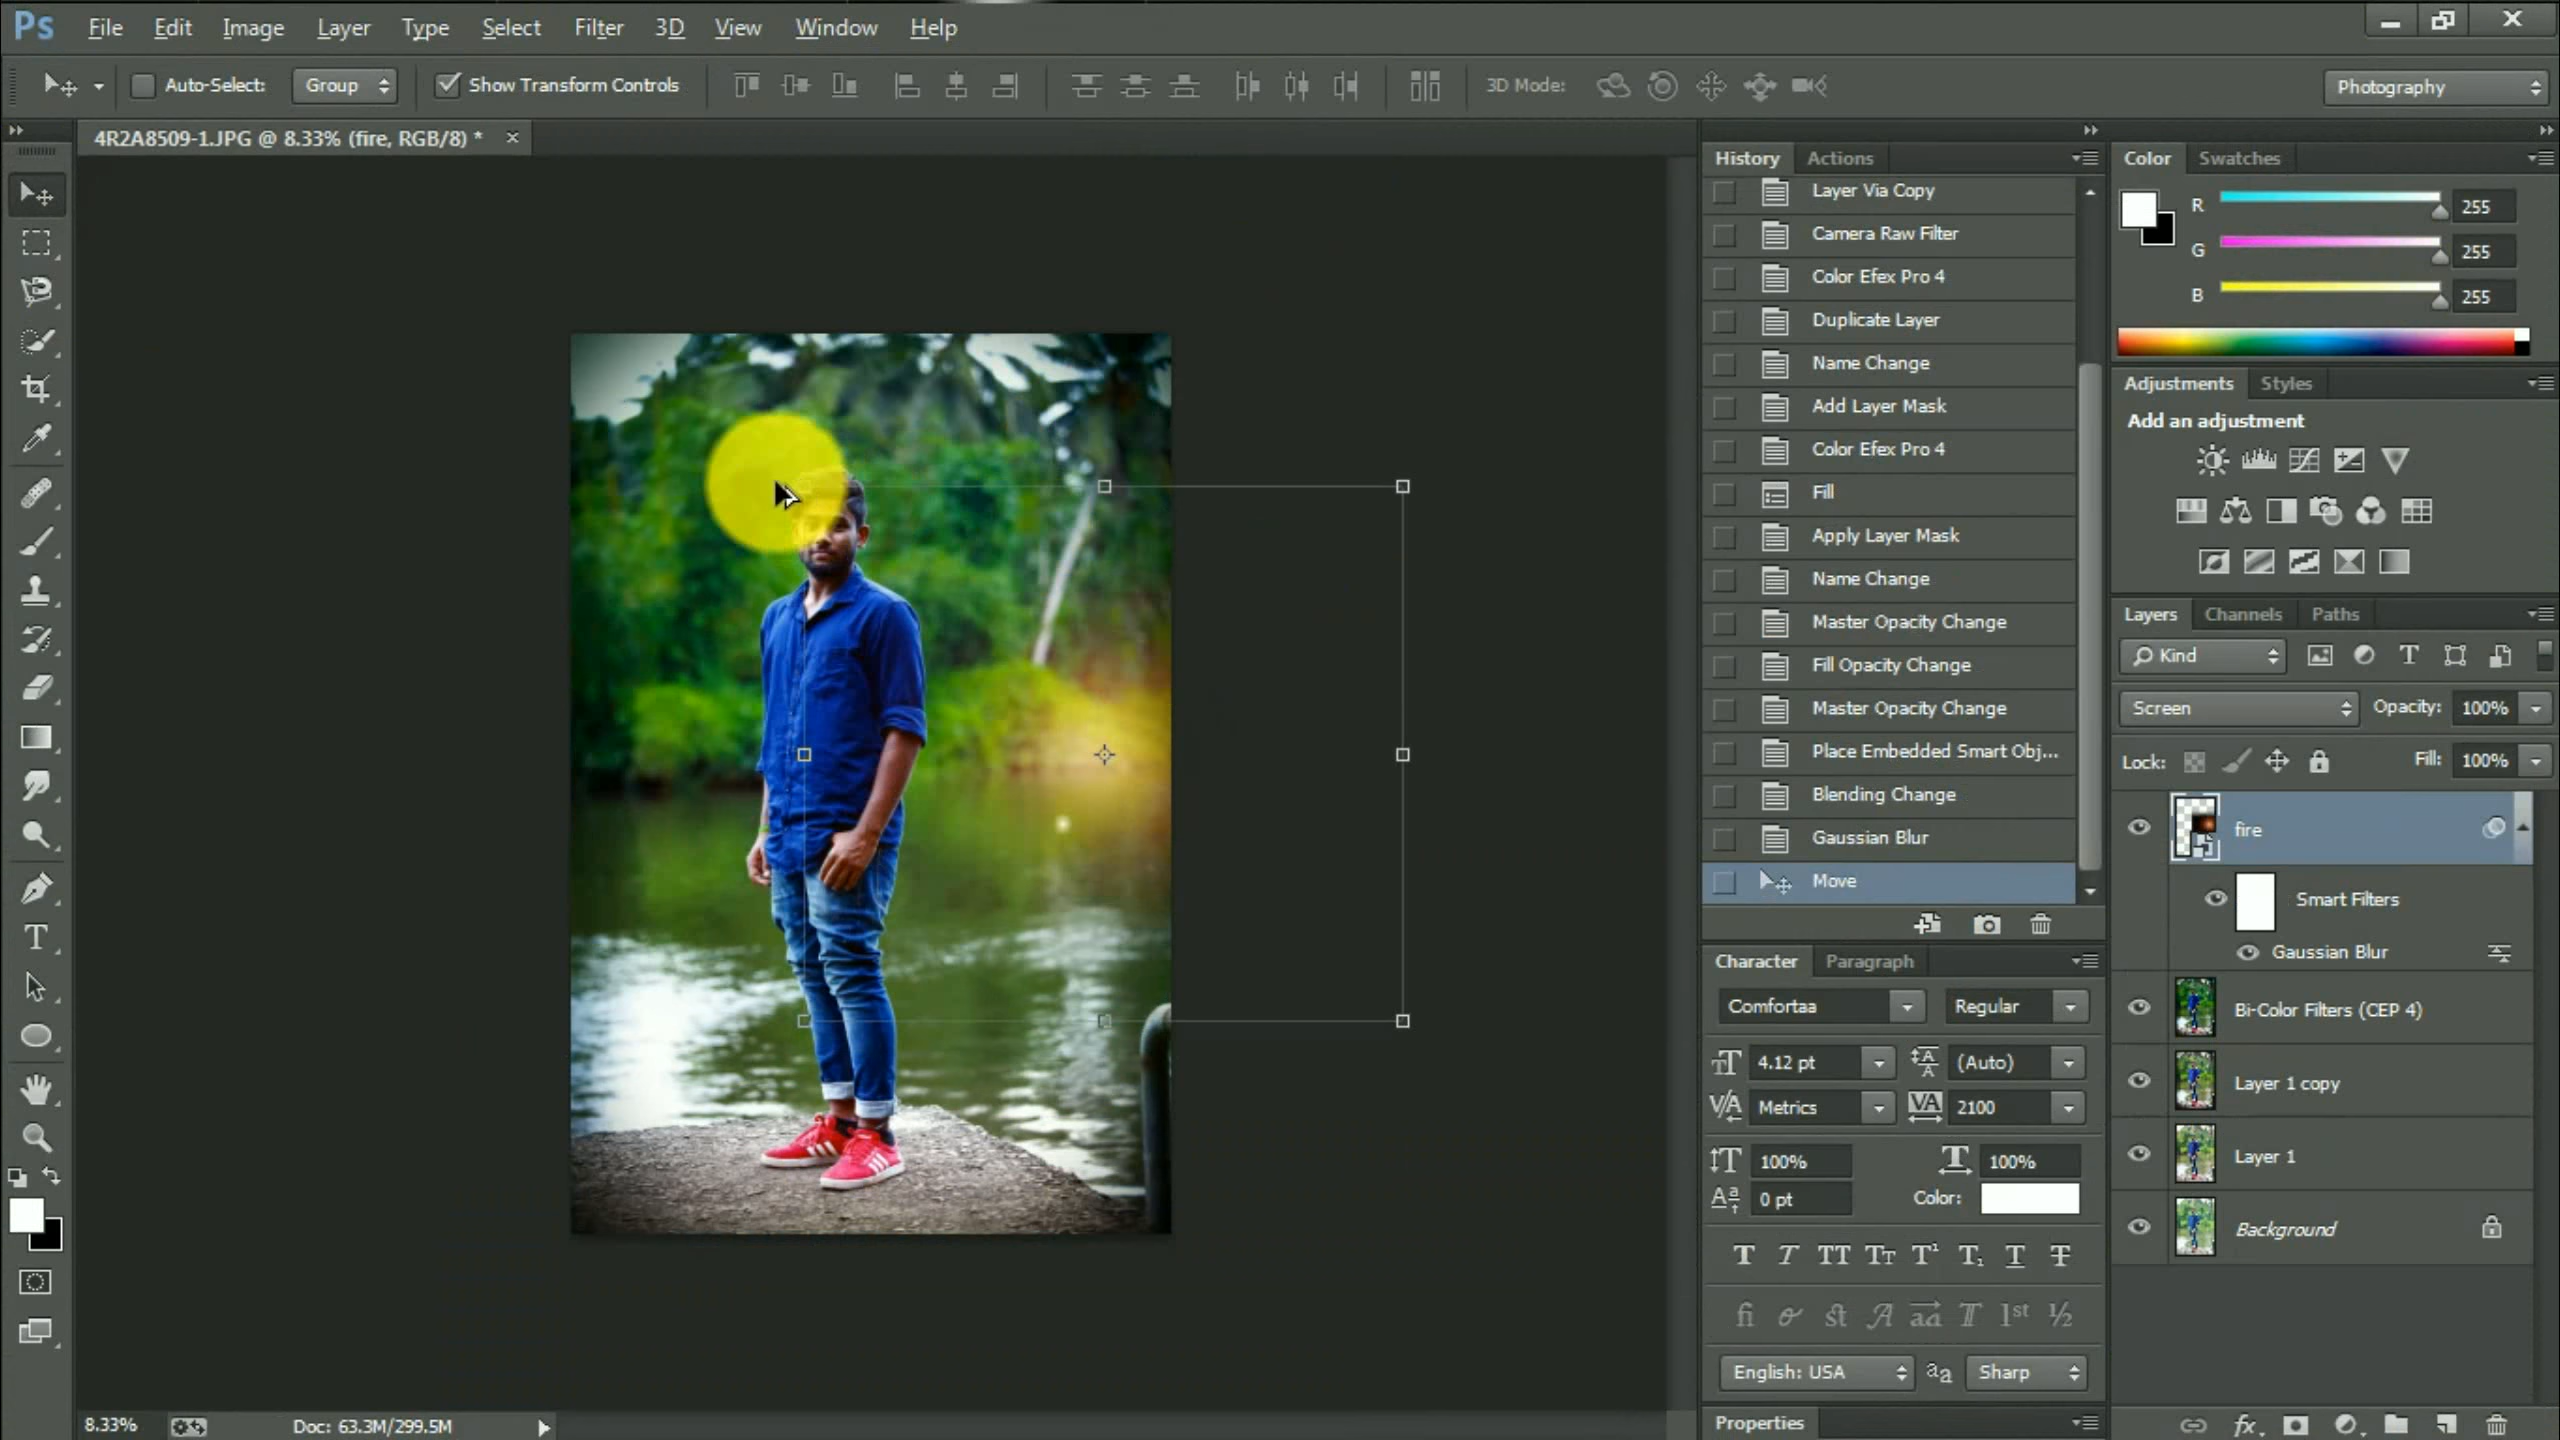 Ps File Edit Image Layer Type Select Filter 3D View Window Help
Auto-Select: Group Show Transform Controls 3D Mode: Photography
4R2A8509-1.JPG @ 8.33% (fire, RGB/8) *
History Actions
Layer Via Copy
Camera Raw Filter
Color Efex Pro 4
Duplicate Layer
Name Change
Add Layer Mask
Color Efex Pro 4
Fill
Apply Layer Mask
Name Change
Master Opacity Change
Fill Opacity Change
Master Opacity Change
Place Embedded Smart Obj...
Blending Change
Gaussian Blur
Move
Character Paragraph
Comfortaa Regular
4.12 pt (Auto)
Metrics 2100
100% 100%
0 pt Color:
English: USA Sharp
Properties
Color Swatches
R 255
G 255
B 255
Adjustments Styles
Add an adjustment
Layers Channels Paths
Kind
Screen Opacity: 100%
Lock: Fill: 100%
fire
Smart Filters
Gaussian Blur
Bi-Color Filters (CEP 4)
Layer 1 copy
Layer 1
Background
8.33% Doc: 63.3M/299.5M